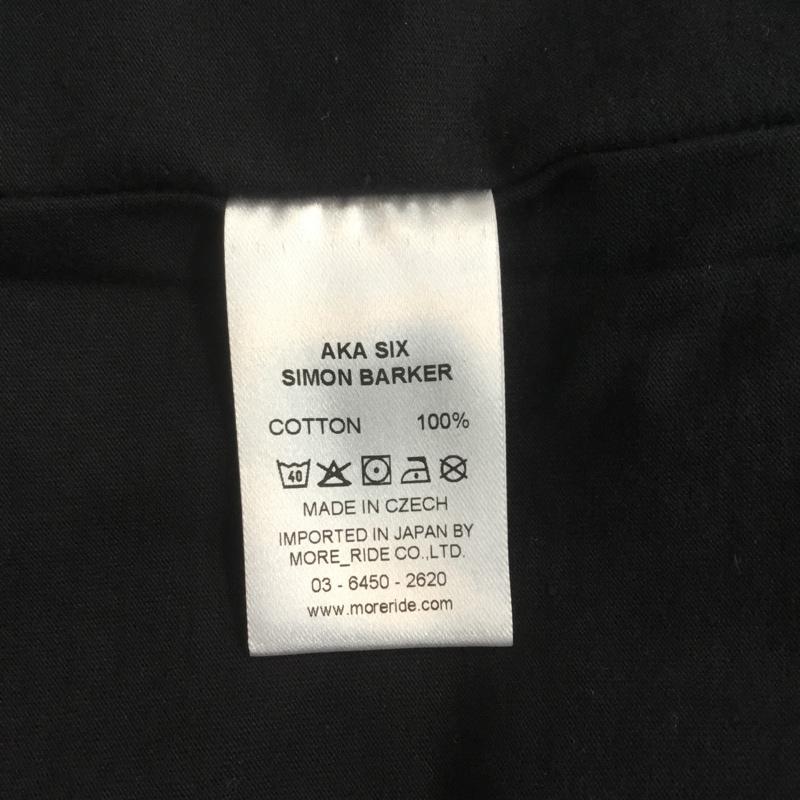 AKA SIX
SIMON BARKER
COTTON 100%
40
MADE IN CZECH
IMPORTED IN JAPAN BY
MORE_RIDE CO.,LTD.
03 - 6450 - 2620
www.moreride.com